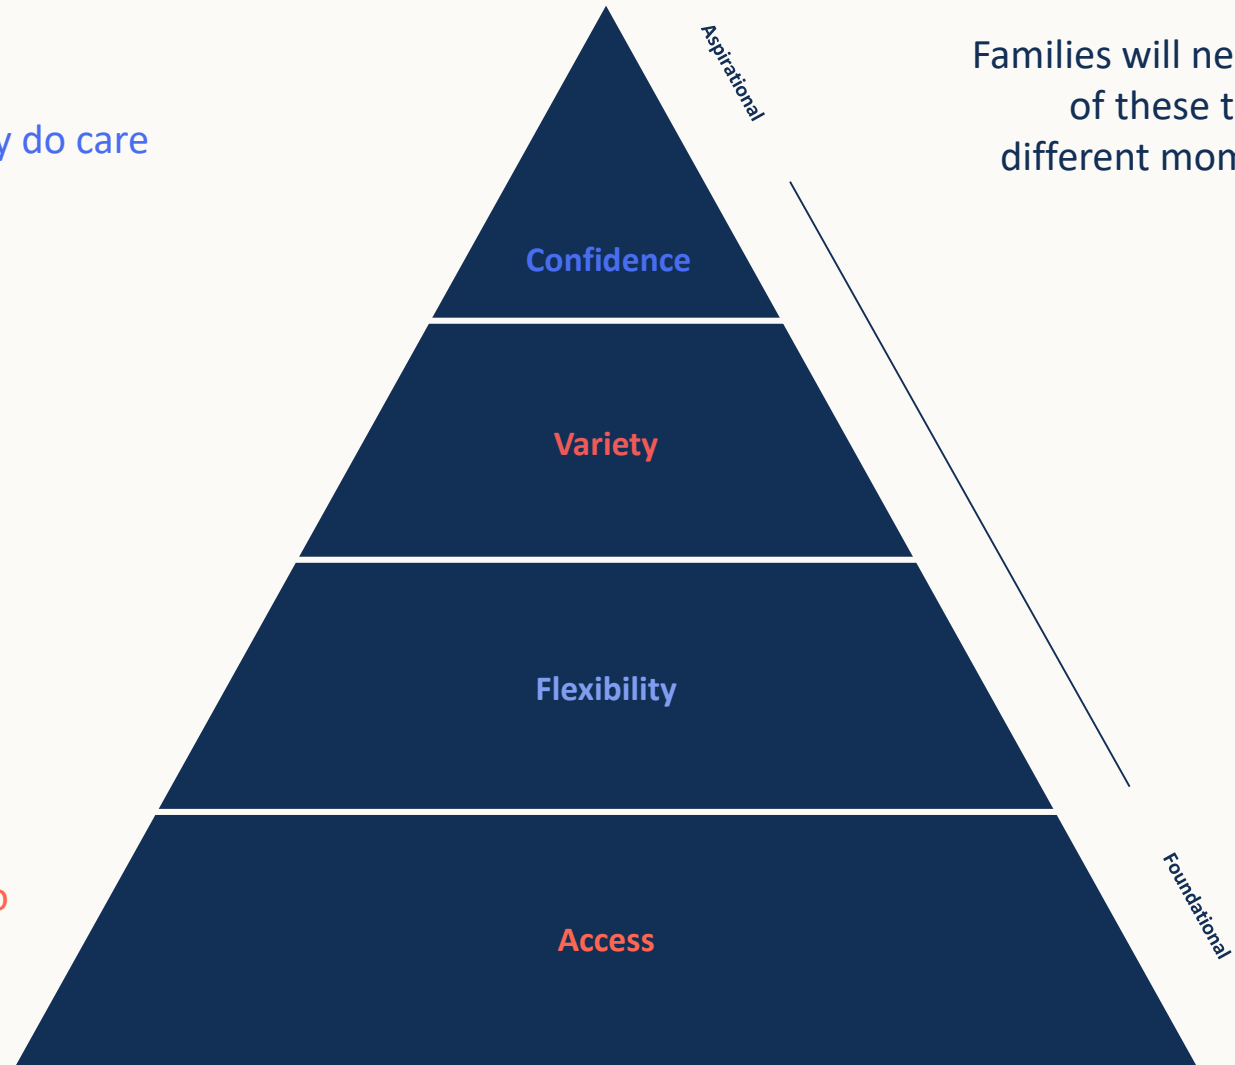 Aspirational
Families will ne
of these t
different mon
y do care
Confidence
Variety
Flexibility
Foundational
Access